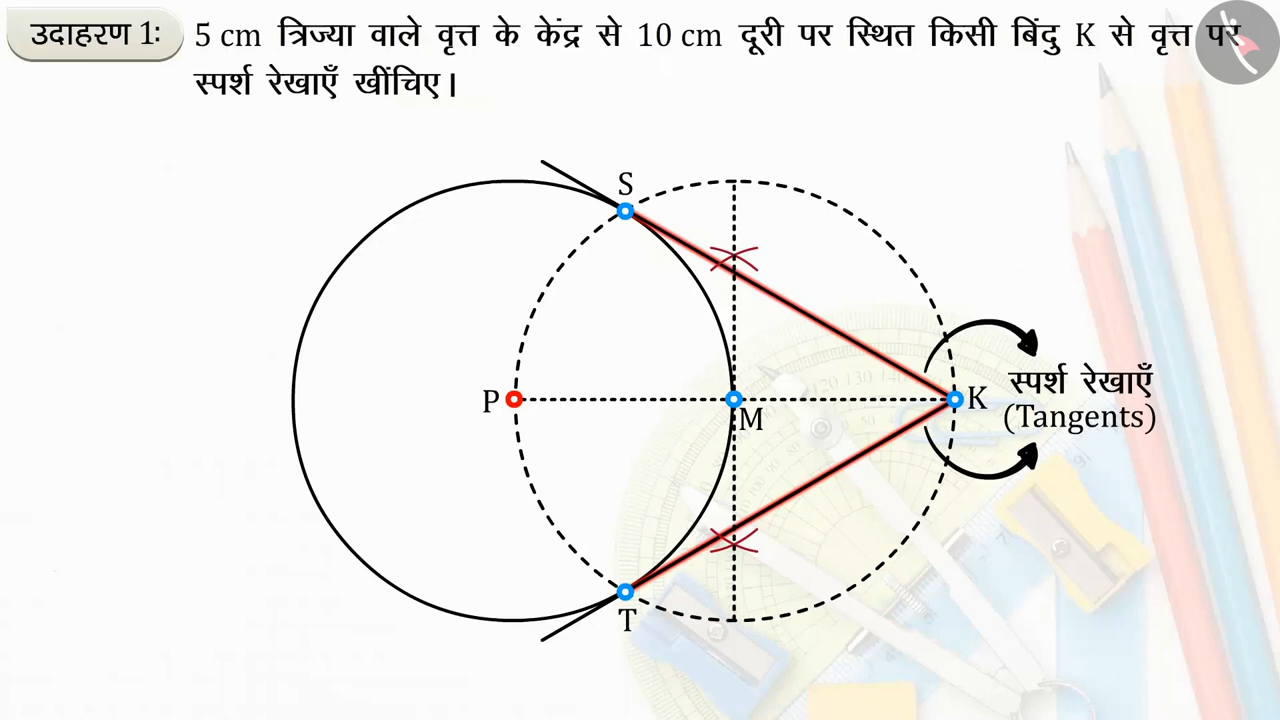 उदाहरण 1:
5 cm त्रिज्या वाले वृत्त के केंद्र से 10 cm दूरी पर स्थित किसी बिंदु K से वृत्त पर
स्पर्श रेखाएँ खींचिए।
S
P
M
K
स्पर्श रेखाएँ
(Tangents)
T